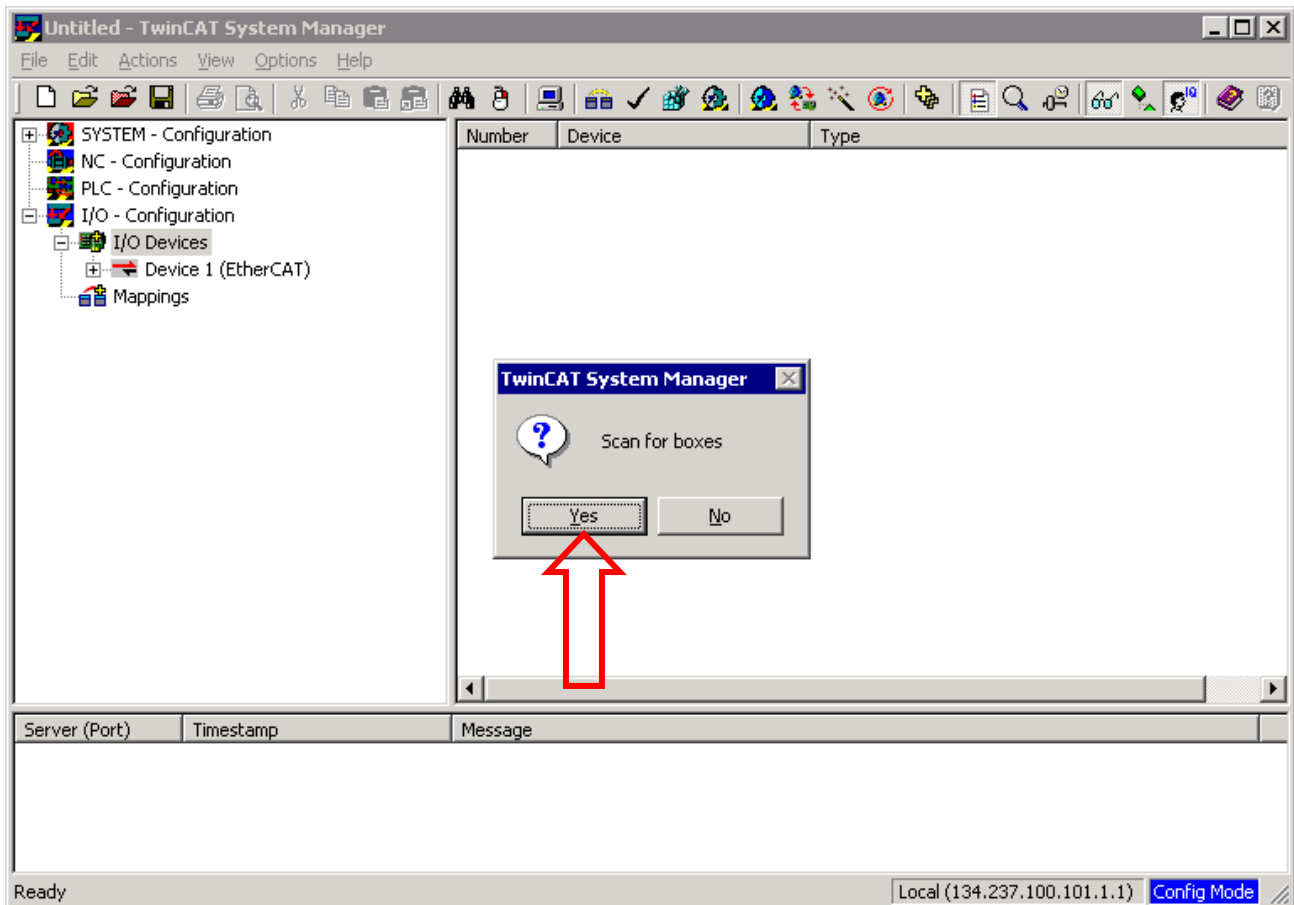 Untitled - TwinCAT System Manager
File Edit Actions View Options Help
SYSTEM - Configuration
NC - Configuration
PLC - Configuration
I/O - Configuration
I/O Devices
Device 1 (EtherCAT)
Mappings
Number Device Type
TwinCAT System Manager
Scan for boxes
Yes No
Server (Port) Timestamp Message
Ready Local (134.237.100.101.1.1) Config Mode